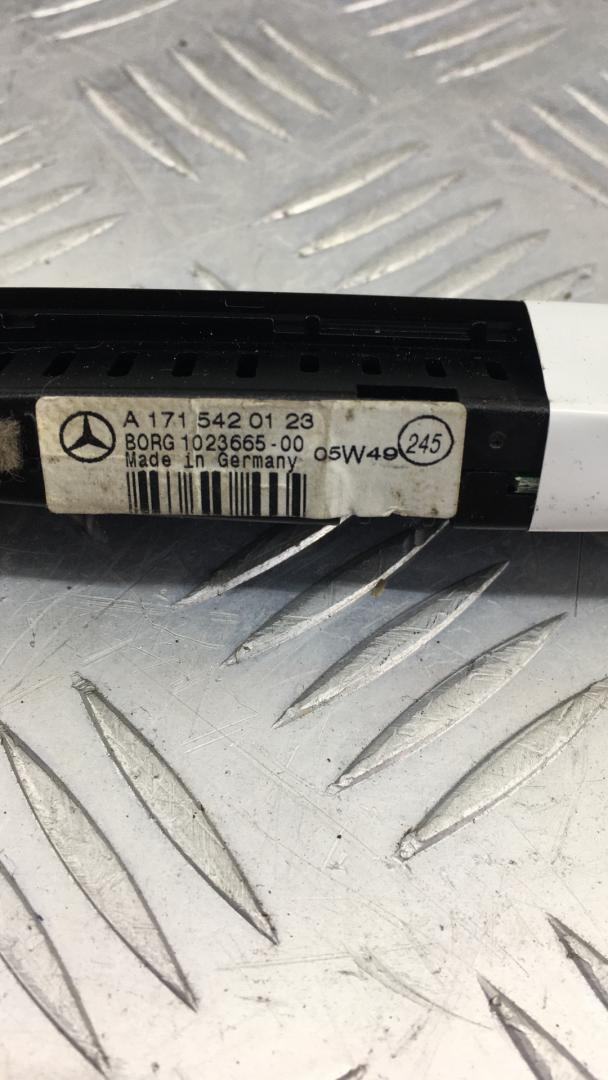 A 171 542 01 23
BORG 1023665-00
Made in Germany 05W49 245